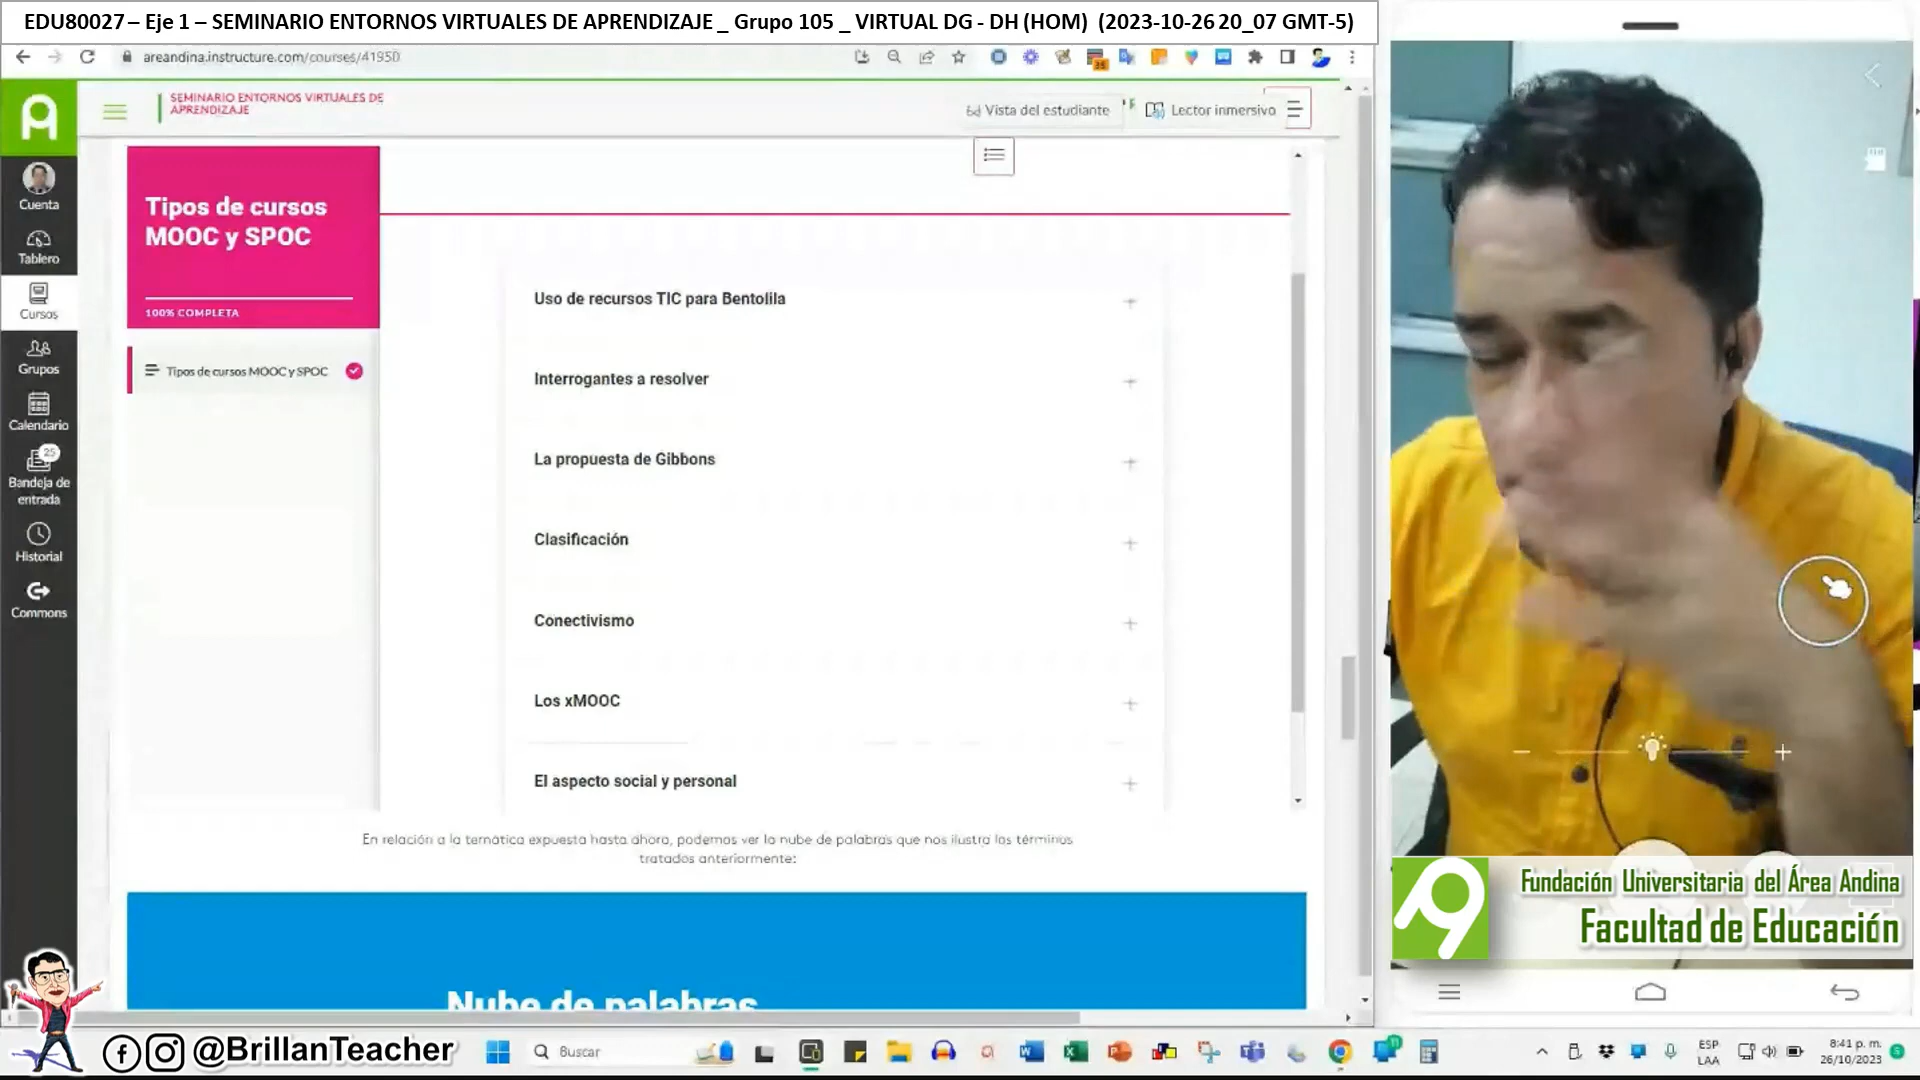 EDU80027 – Eje 1 – SEMINARIO ENTORNOS VIRTUALES DE APRENDIZAJE _ Grupo 105 _ VIRTUAL DG - DH (HOM) (2023-10-26 20_07 GMT-5)
areandina.instructure.com/courses/41950
SEMINARIO ENTORNOS VIRTUALES DE
APRENDIZAJE
Vista del estudiante
Lector inmersivo
Cuenta
Tablero
Cursos
Grupos
Calendario
25
Bandeja de
entrada
Historial
Commons
Tipos de cursos
MOOC y SPOC
100% COMPLETA
Tipos de cursos MOOC y SPOC
Uso de recursos TIC para Bentolila
Interrogantes a resolver
La propuesta de Gibbons
Clasificación
Conectivismo
Los xMOOC
El aspecto social y personal
En relación a la temática expuesta hasta ahora, podemos ver la nube de palabras que nos ilustra los términos
tratados anteriormente:
Nube de palabras
Fundación Universitaria del Área Andina
Facultad de Educación
@BrillanTeacher
Buscar
ESP
LAA
8:41 p. m.
26/10/2023